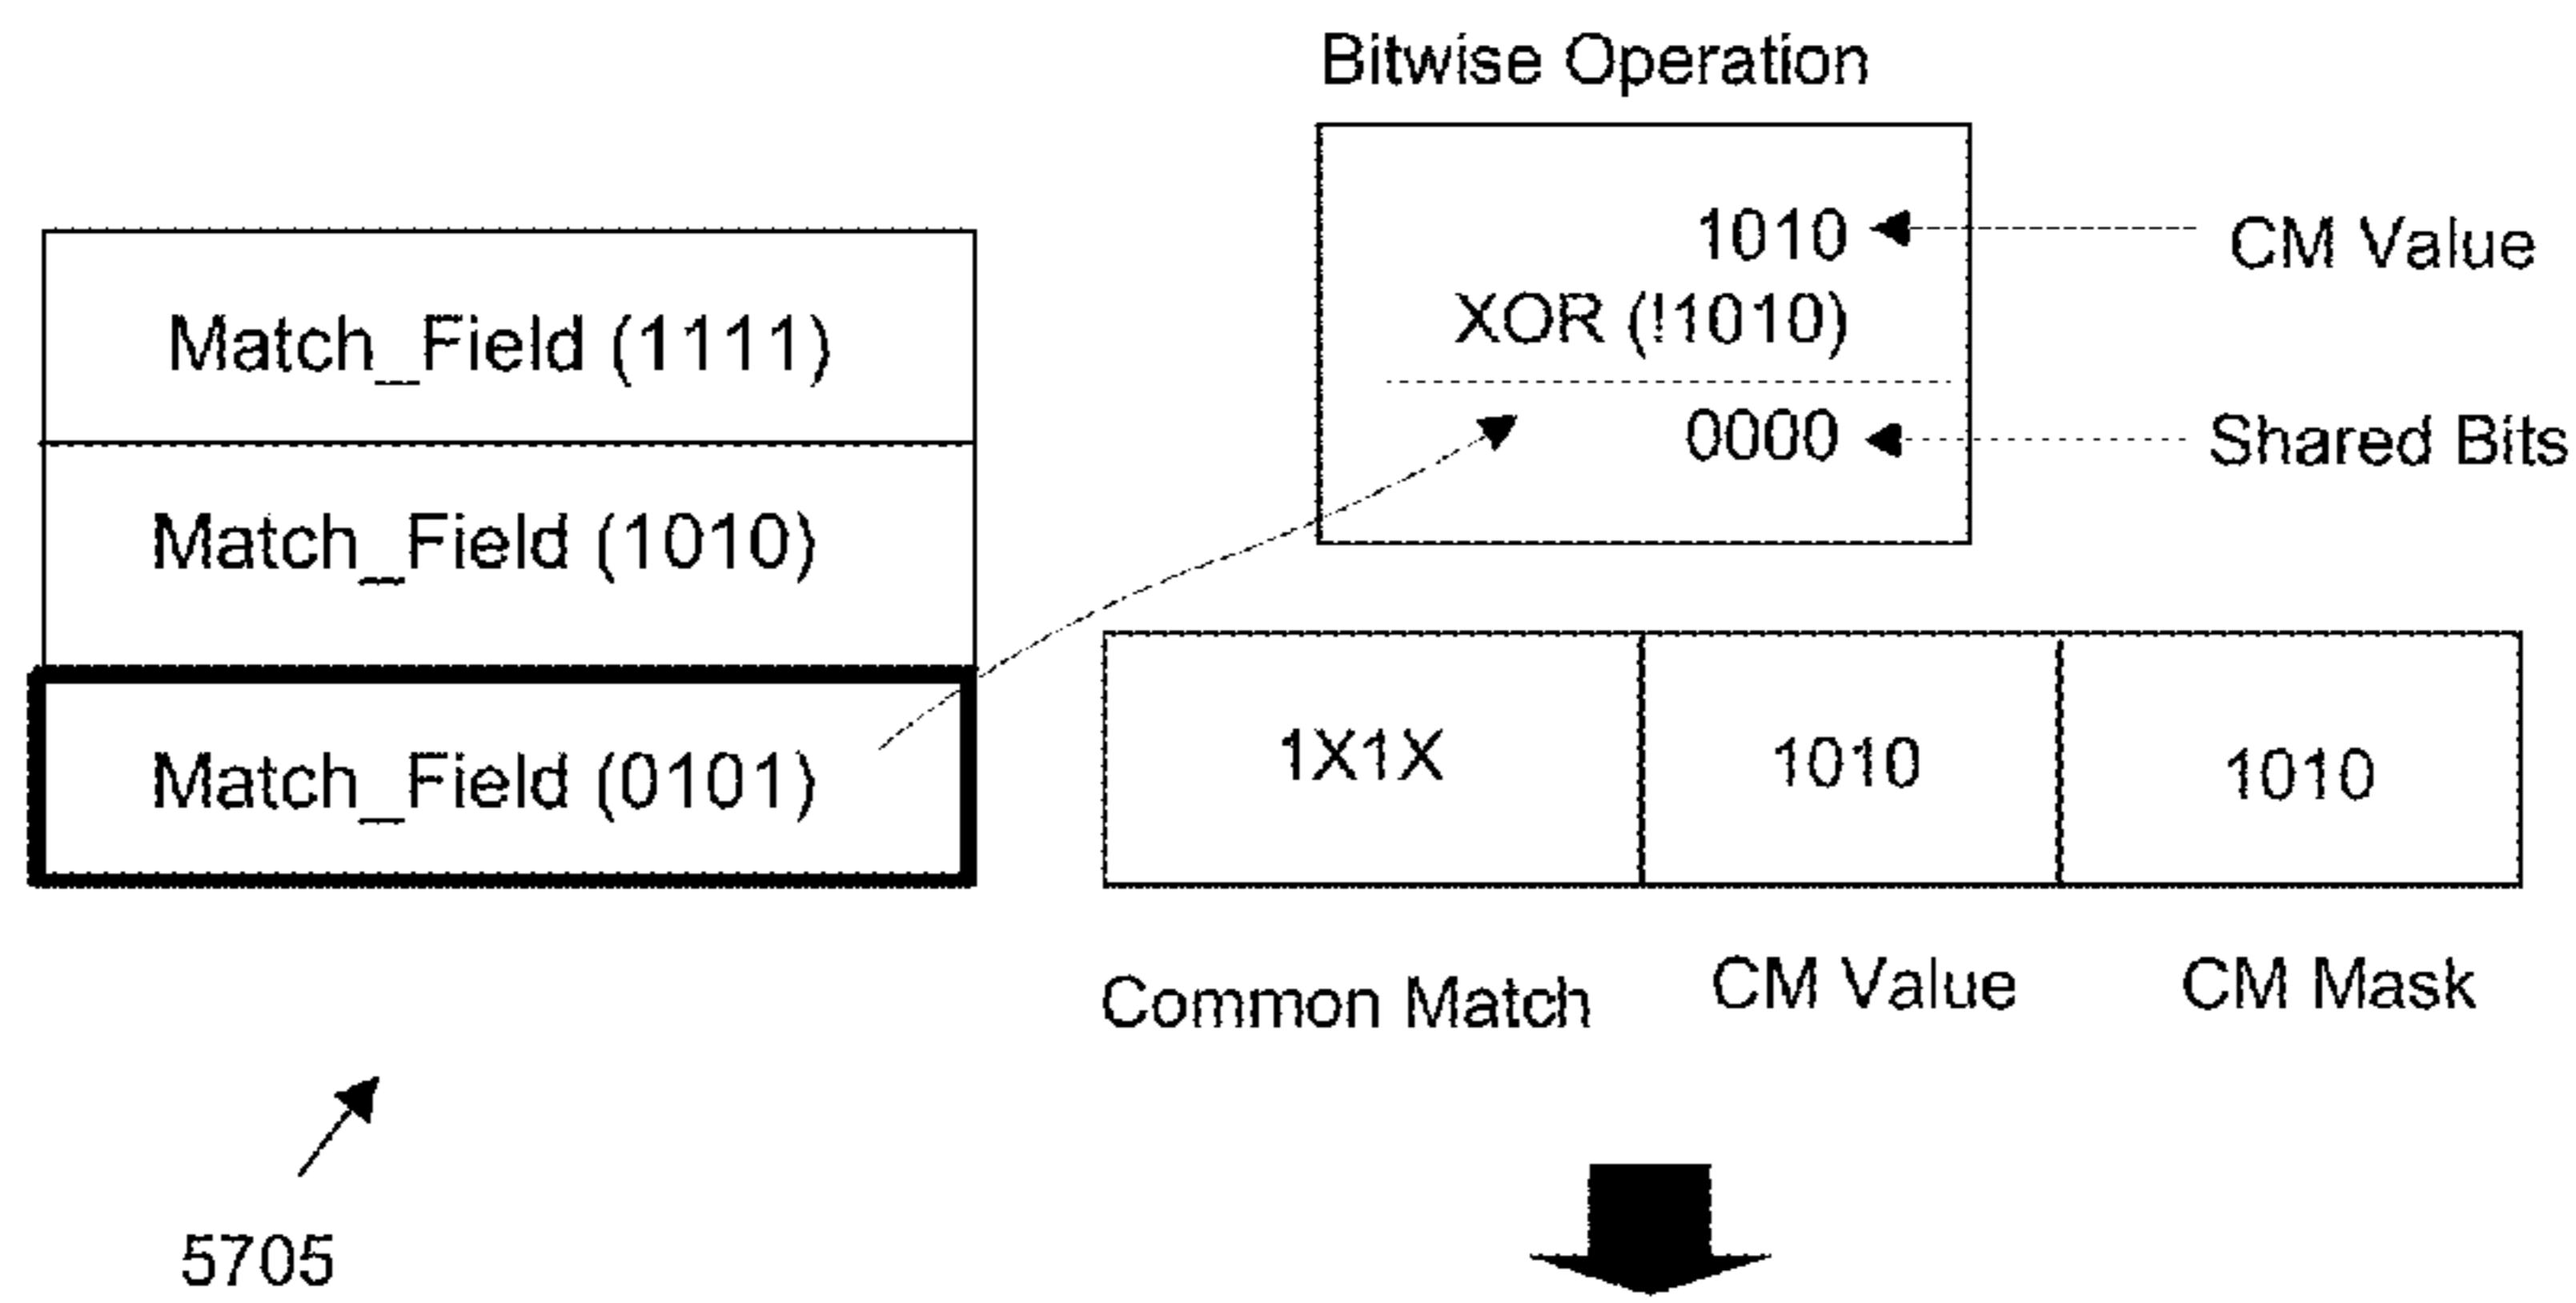 Bitwise Operation
1010
CM Value
XOR (!1010)
0000
Shared Bits
Match_Field (1111)
Match_Field (1010)
Match_Field (0101)
1X1X
1010
1010
Common Match
CM Value
CM Mask
5705